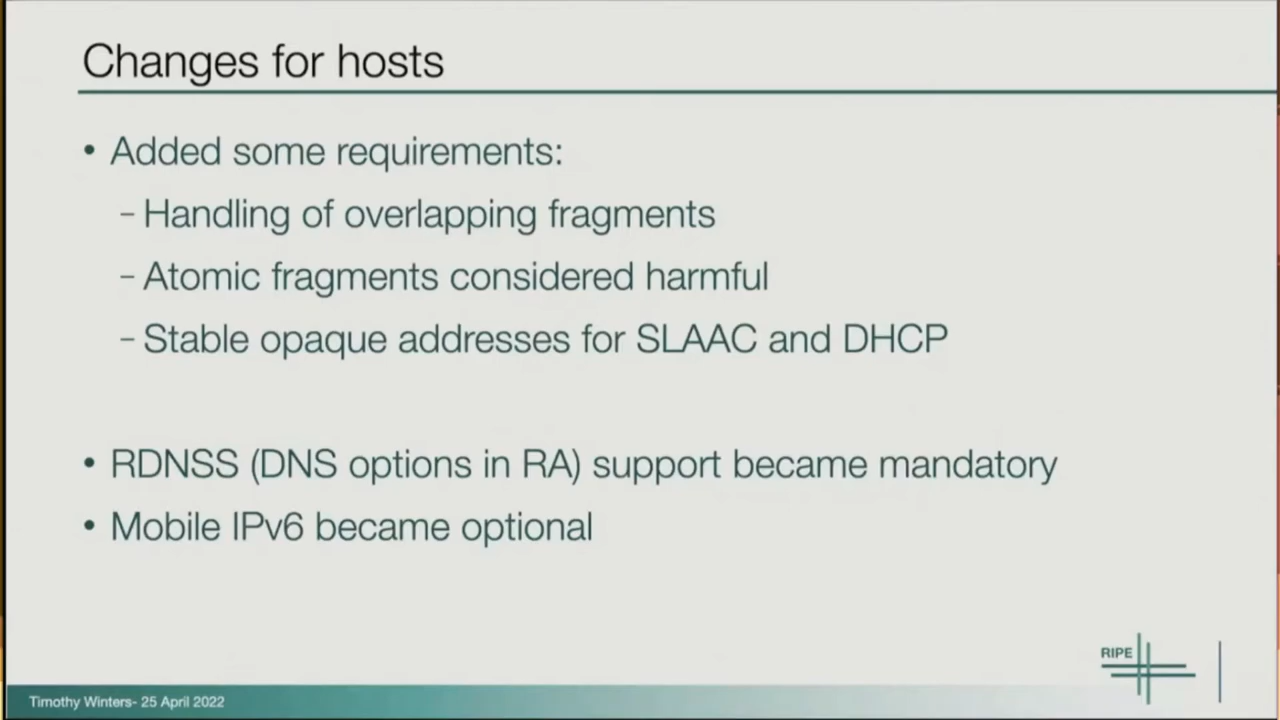 Changes for hosts
• Added some requirements:
– Handling of overlapping fragments
– Atomic fragments considered harmful
– Stable opaque addresses for SLAAC and DHCP
• RDNSS (DNS options in RA) support became mandatory
• Mobile IPv6 became optional
RIPE
Timothy Winters- 25 April 2022